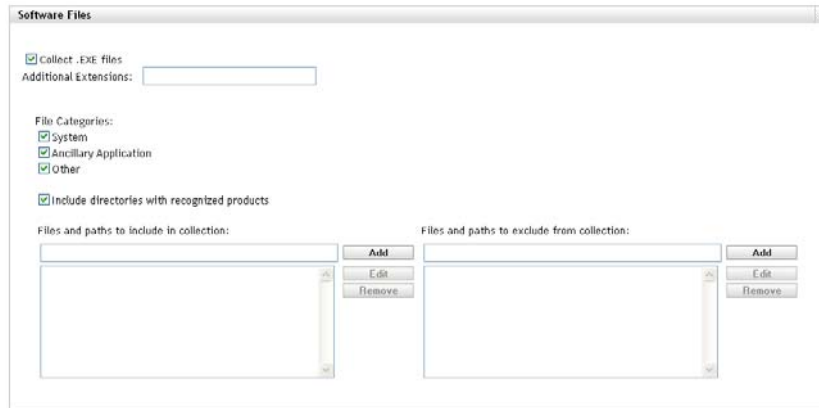 Software Files
Collect .EXE files
Additional Extensions:
File Categories:
System
Ancillary Application
Other
Include directories with recognized products
Files and paths to include in collection:
Add
Edit
Remove
Files and paths to exclude from collection:
Add
Edit
Remove